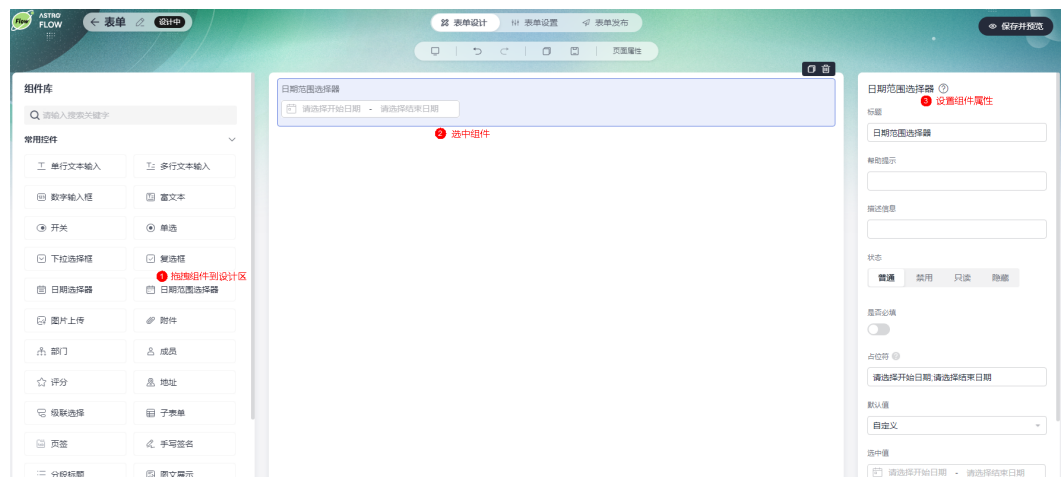 Flow ASTRO FLOW
表单 设计中
表单设计 表单设置 表单发布
保存并预览
页面属性
组件库
请输入搜索关键字
常用控件
单行文本输入 多行文本输入
数字输入框 富文本
开关 单选
下拉选择框 复选框
1 拖拽组件到设计区
日期选择器 日期范围选择器
图片上传 附件
部门 成员
评分 地址
级联选择 子表单
页签 手写签名
分段标题 图文展示
日期范围选择器
请选择开始日期 - 请选择结束日期
2 选中组件
日期范围选择器
3 设置组件属性
标题
日期范围选择器
帮助提示
描述信息
状态
普通 禁用 只读 隐藏
是否必填
占位符
请选择开始日期;请选择结束日期
默认值
自定义
选中值
请选择开始日期 - 请选择结束日期